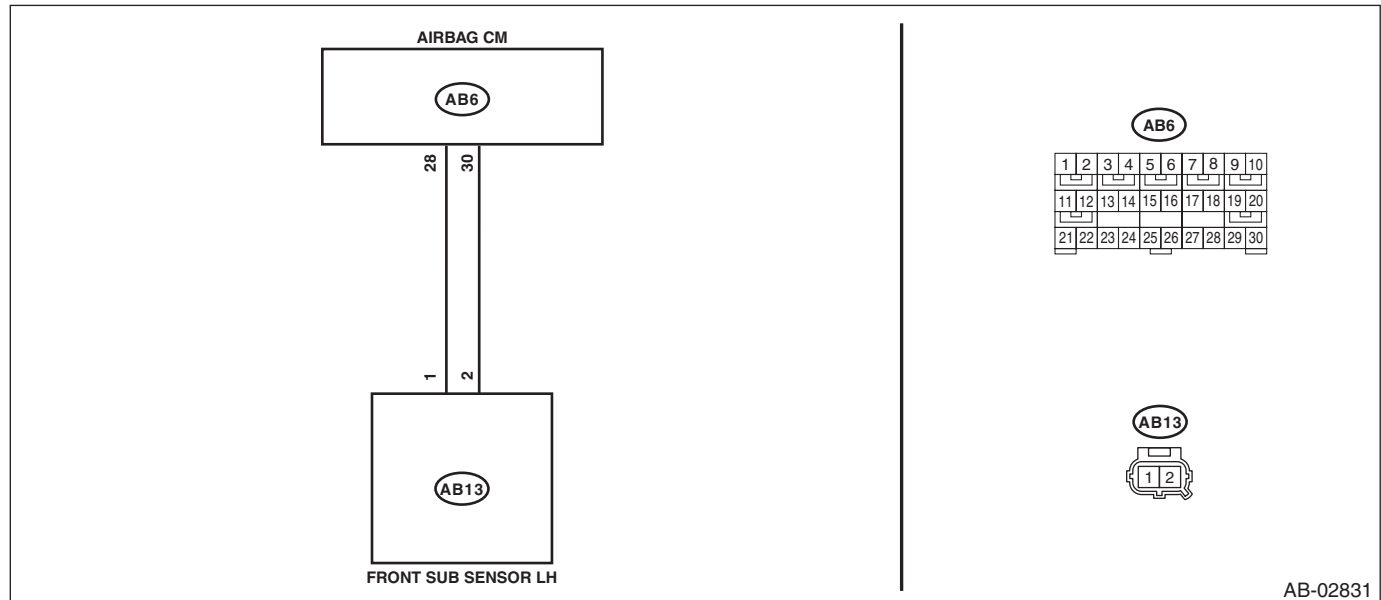 AIRBAG CM
AB6
28 30
1 2
AB13
FRONT SUB SENSOR LH
AB6
1 2 3 4 5 6 7 8 9 10
11 12 13 14 15 16 17 18 19 20
21 22 23 24 25 26 27 28 29 30
AB13
1 2
AB-02831